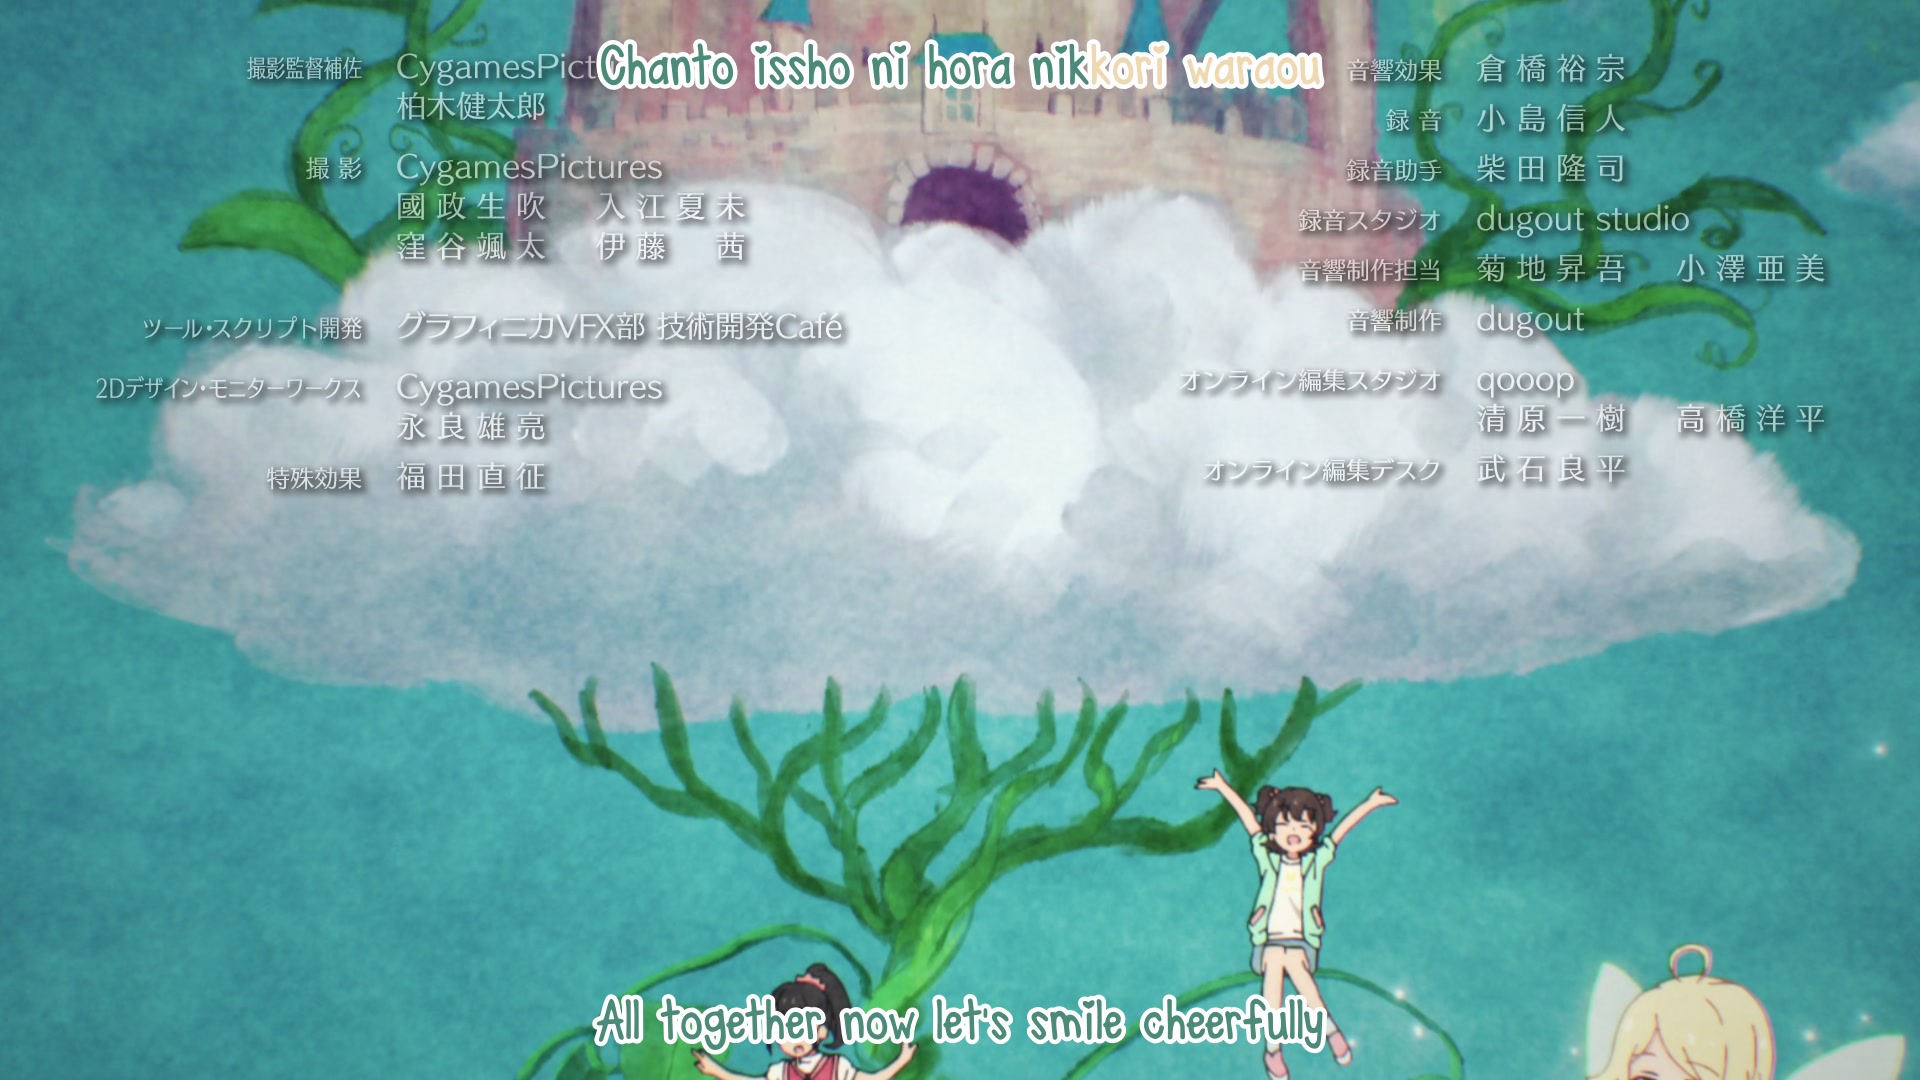 Chanto issho ni hora nikkori waraou
撮影監督補佐 CygamesPict
柏木健太郎
撮影 CygamesPictures
國政生吹 入江夏未
窪谷颯太 伊藤 茜
ツール・スクリプト開発 グラフィニカVFX部 技術開発Café
2Dデザイン・モニターワークス CygamesPictures
永良雄亮
特殊効果 福田直征
音響効果 倉橋裕宗
録音 小島信人
録音助手 柴田隆司
録音スタジオ dugout studio
音響制作担当 菊地昇吾 小澤亜美
音響制作 dugout
オンライン編集スタジオ qooop
清原一樹 高橋洋平
オンライン編集デスク 武石良平
All together now let's smile cheerfully